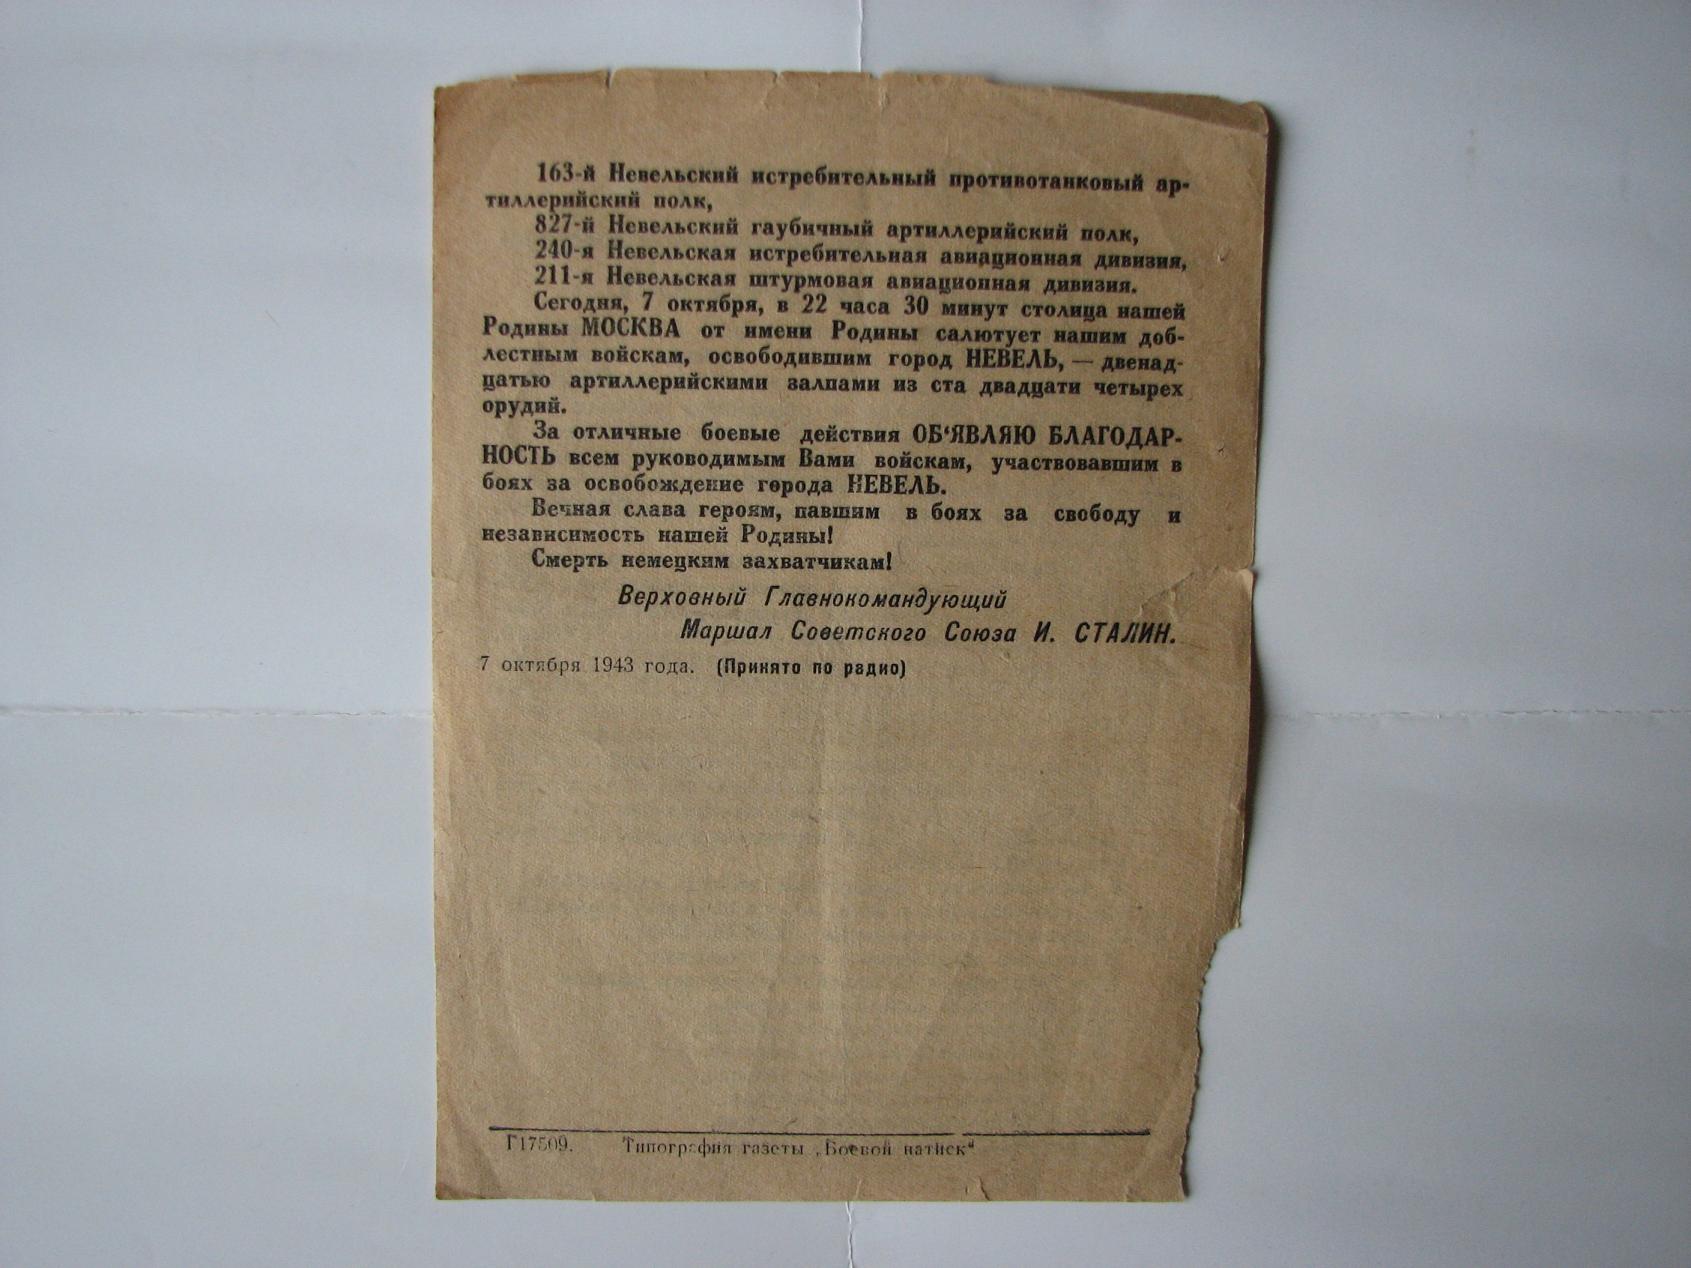 163-й Невельский истребительный противотанковый ар-
тиллерийский полк,
827-й Невельский гаубичный артиллерийский полк,
240-я Невельская истребительная авиационная дивизия,
211-я Невельская штурмовая авиационная дивизия.
Сегодня, 7 октября, в 22 часа 30 минут столица нашей
Родины МОСКВА от имени Родины салютует нашим доб-
лестным войскам, освободившим город НЕВЕЛЬ, — двенад-
цатью артиллерийскими залпами из ста двадцати четырех
орудий.
За отличные боевые действия ОБ‘ЯВЛЯЮ БЛАГОДАР-
НОСТЬ всем руководимым Вами войскам, участвовавшим в
боях за освобождение города НЕВЕЛЬ.
Вечная слава героям, павшим в боях за свободу и
независимость нашей Родины!
Смерть немецким захватчикам!
Верховный Главнокомандующий
Маршал Советского Союза И. СТАЛИН.
7 октября 1943 года. (Принято по радио)
Г17509. Типография газеты „Боевой натиск“